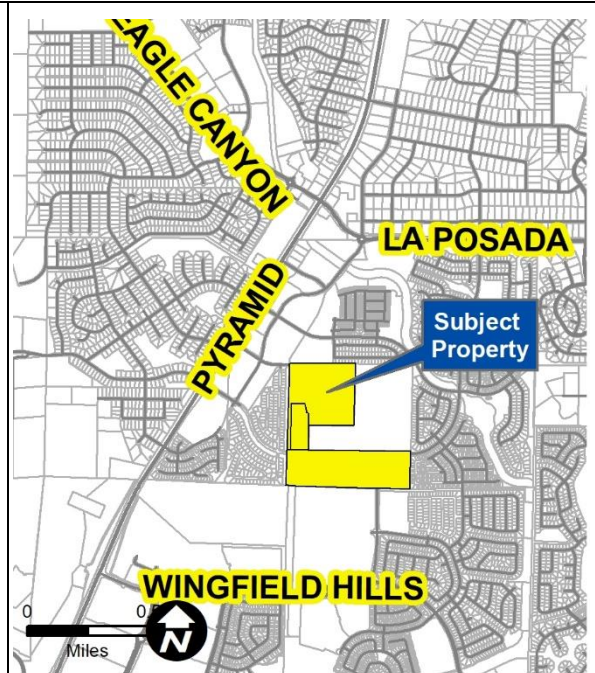 EAGLE CANYON
LA POSADA
PYRAMID
Subject
Property
WINGFIELD HILLS
0
Miles
N